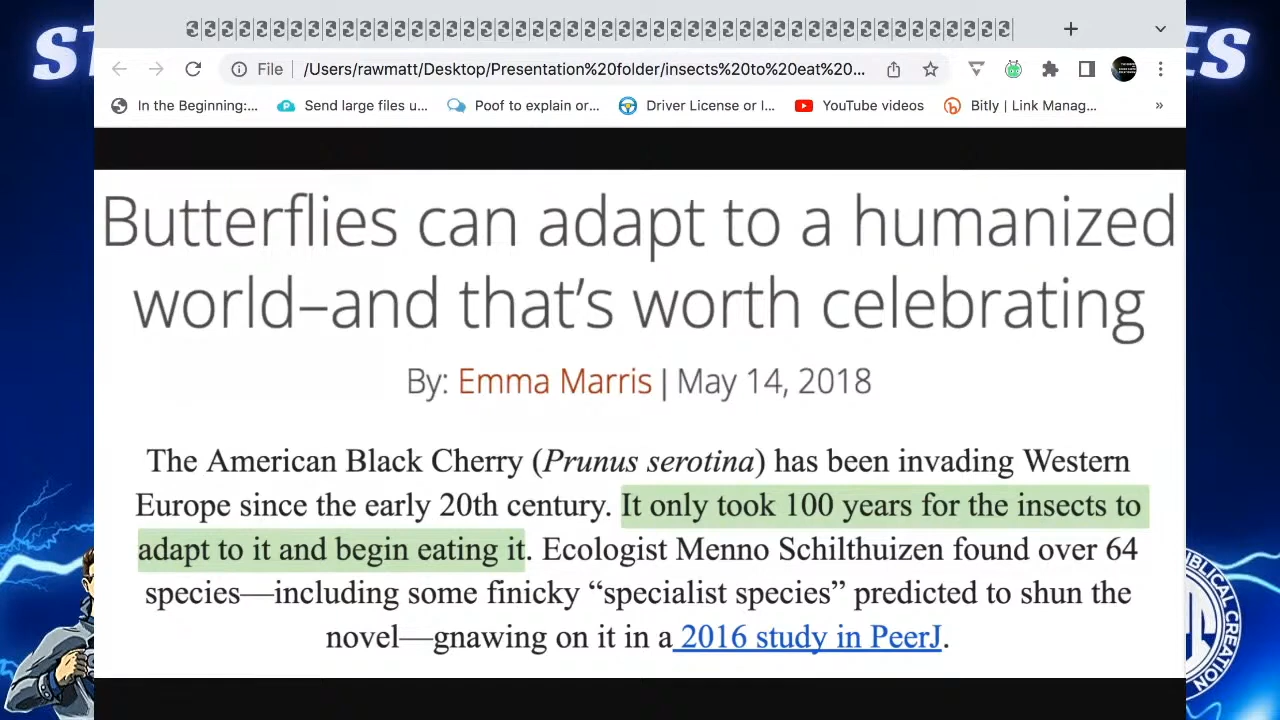 ST
ES
File
/Users/rawmatt/Desktop/Presentation%20folder/insects%20to%20eat%20...
In the Beginning:...
Send large files u...
Poof to explain or...
Driver License or I...
YouTube videos
Bitly | Link Manag...
»
Butterflies can adapt to a humanized
world–and that's worth celebrating
By: Emma Marris | May 14, 2018
The American Black Cherry (Prunus serotina) has been invading Western
Europe since the early 20th century. It only took 100 years for the insects to
adapt to it and begin eating it. Ecologist Menno Schilthuizen found over 64
species—including some finicky “specialist species” predicted to shun the
novel—gnawing on it in a 2016 study in PeerJ.
BLICAL CREATION